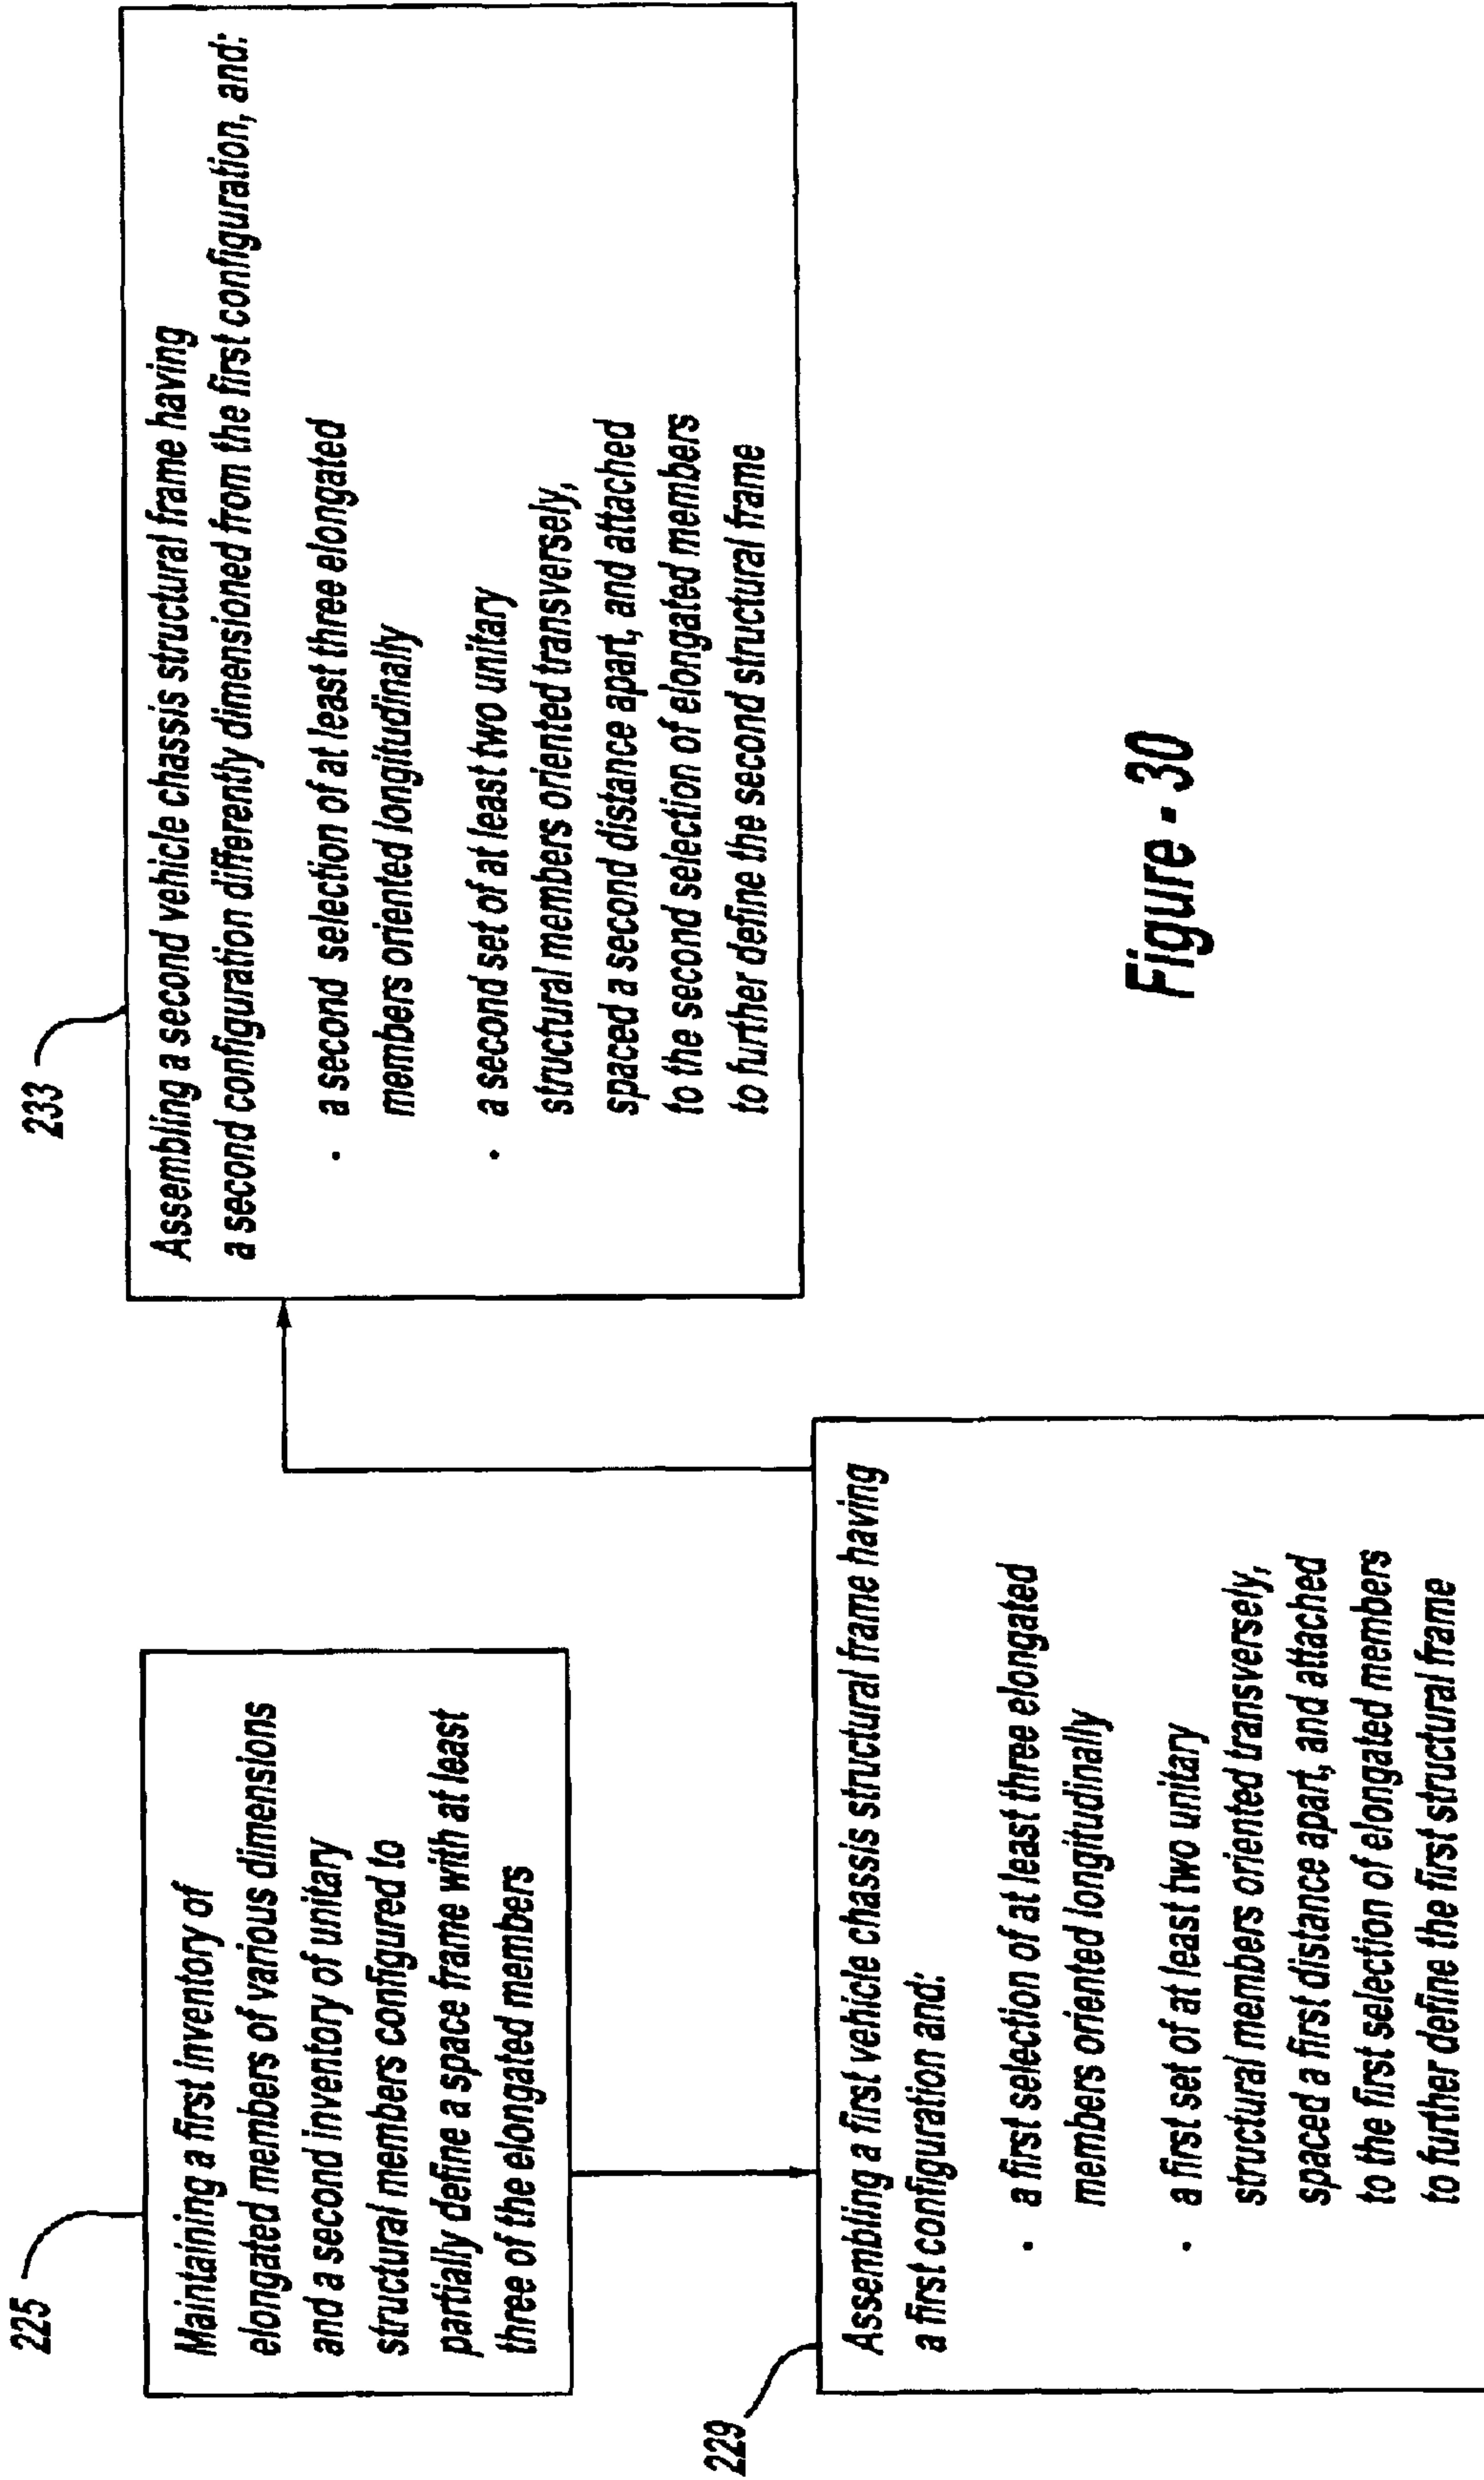 225
Maintaining a first inventory of
elongated members of various dimensions
and a second inventory of unitary
structural members configured to
partially define a space frame with at least
three of the elongated members
229
Assembling a first vehicle chassis structural frame having
a first configuration and:
· a first selection of at least three elongated
members oriented longitudinally
· a first set of at least two unitary
structural members oriented transversely,
spaced a first distance apart, and attached
to the first selection of elongated members
to further define the first structural frame
233
Assembling a second vehicle chassis structural frame having
a second configuration differently dimensioned from the first configuration, and:
· a second selection of at least three elongated
members oriented longitudinally
· a second set of at least two unitary
structural members oriented transversely,
spaced a second distance apart, and attached
to the second selection of elongated members
to further define the second structural frame
Figure - 30